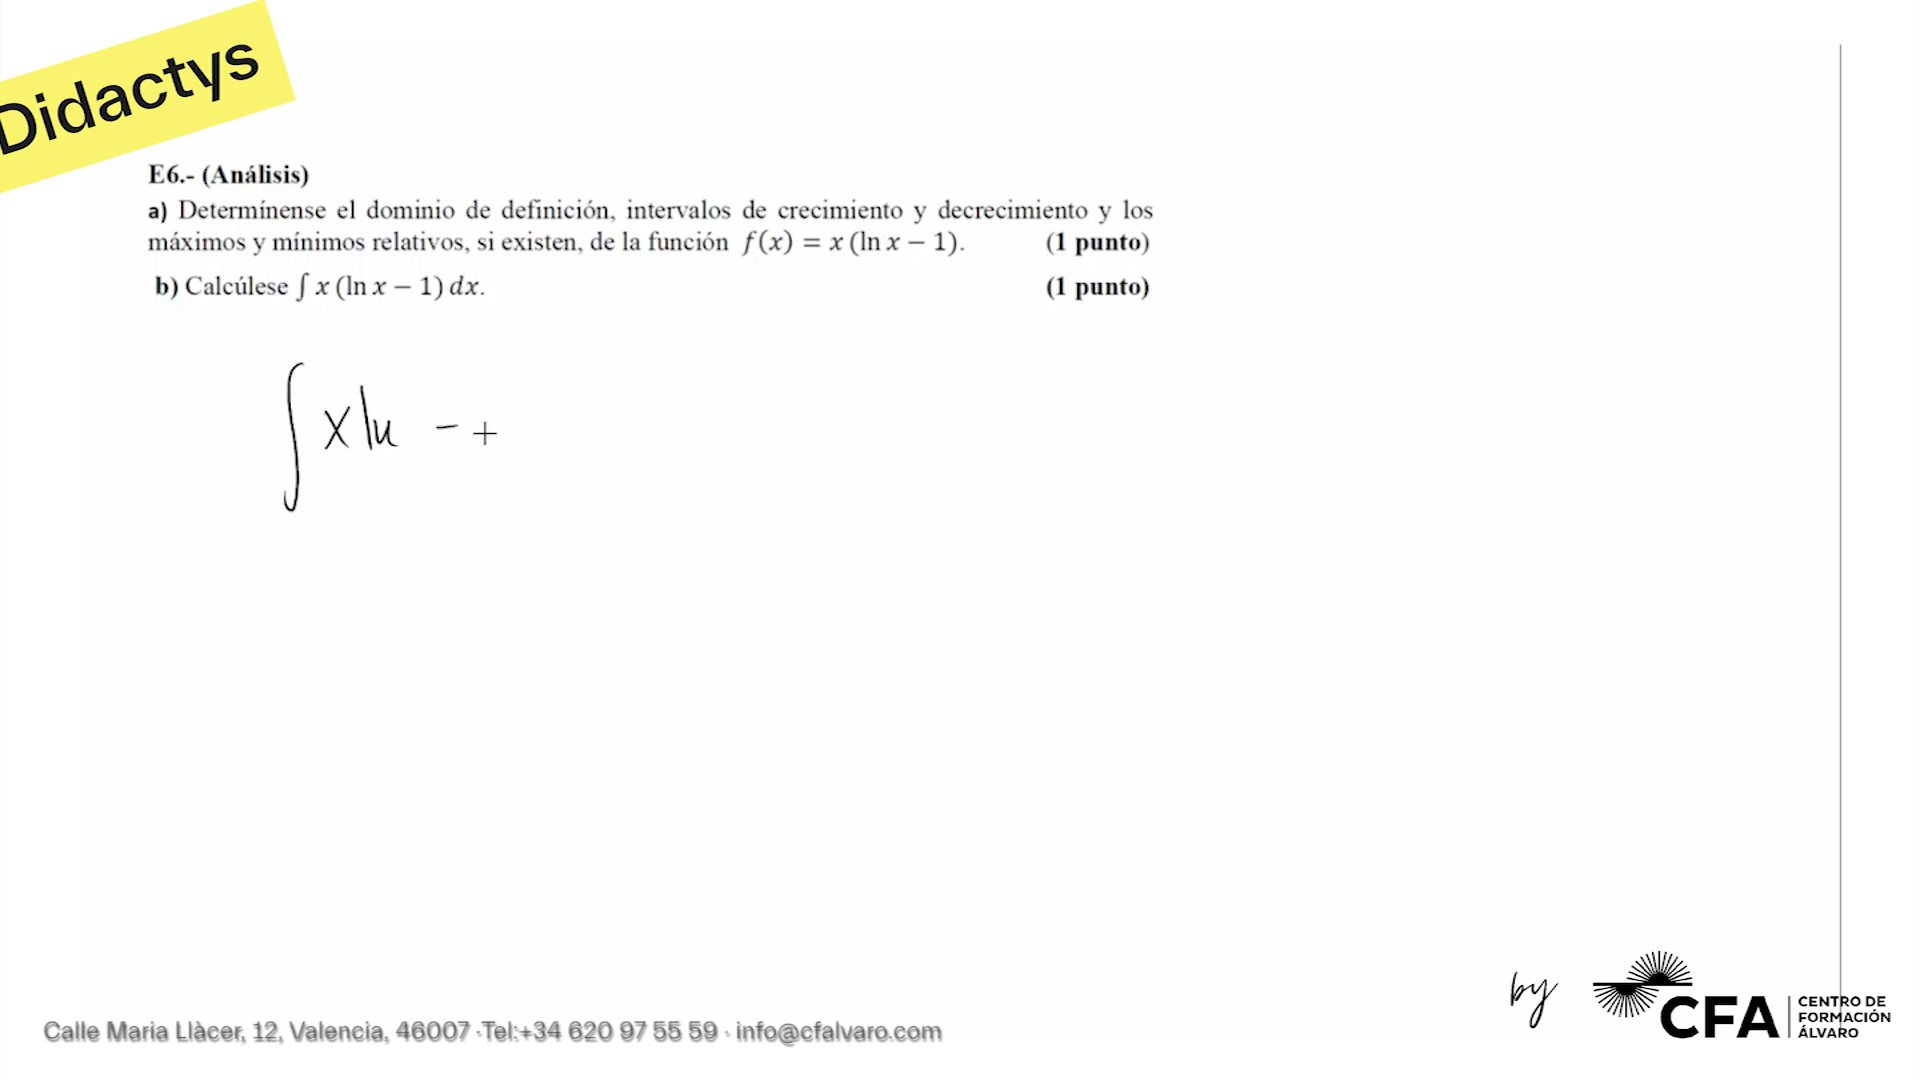 Didactys
E6.- (Análisis)
a) Determínense el dominio de definición, intervalos de crecimiento y decrecimiento y los
máximos y mínimos relativos, si existen, de la función f(x) = x (ln x − 1). (1 punto)
b) Calcúlese ∫ x (ln x − 1) dx. (1 punto)
∫ x ln −
by
CFA
CENTRO DE
FORMACIÓN
ÁLVARO
Calle Maria Llàcer, 12, Valencia, 46007 ·Tel:+34 620 97 55 59 · info@cfalvaro.com